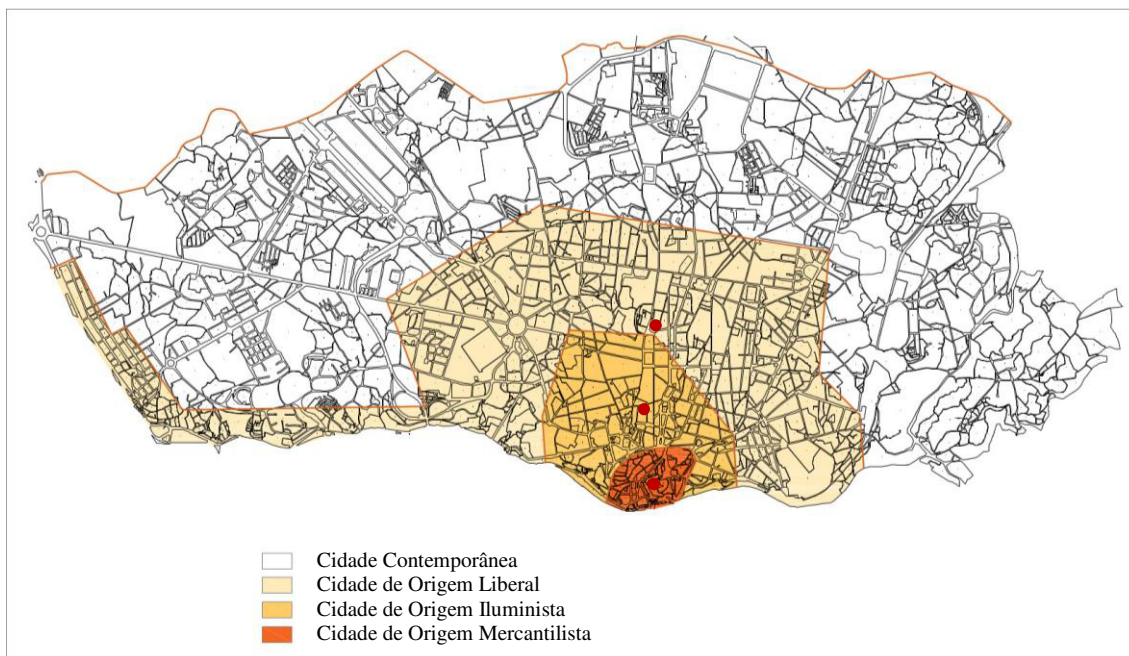 Cidade Contemporânea
Cidade de Origem Liberal
Cidade de Origem Iluminista
Cidade de Origem Mercantilista